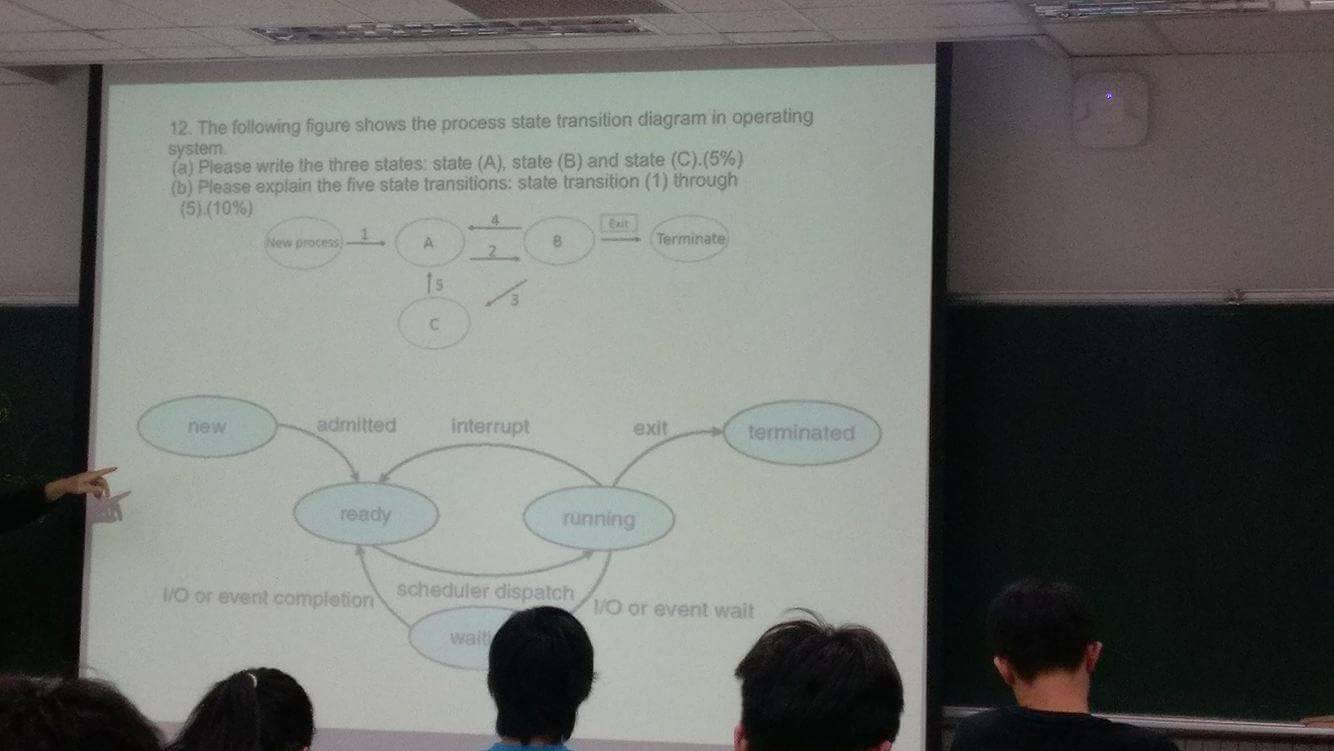 12. The following figure shows the process state transition diagram in operating
system.
(a) Please write the three states: state (A), state (B) and state (C).(5%)
(b) Please explain the five state transitions: state transition (1) through
(5).(10%)
New process 1 A 4 2 B Exit Terminate
5 3
C
new admitted interrupt exit terminated
ready running
I/O or event completion scheduler dispatch I/O or event wait